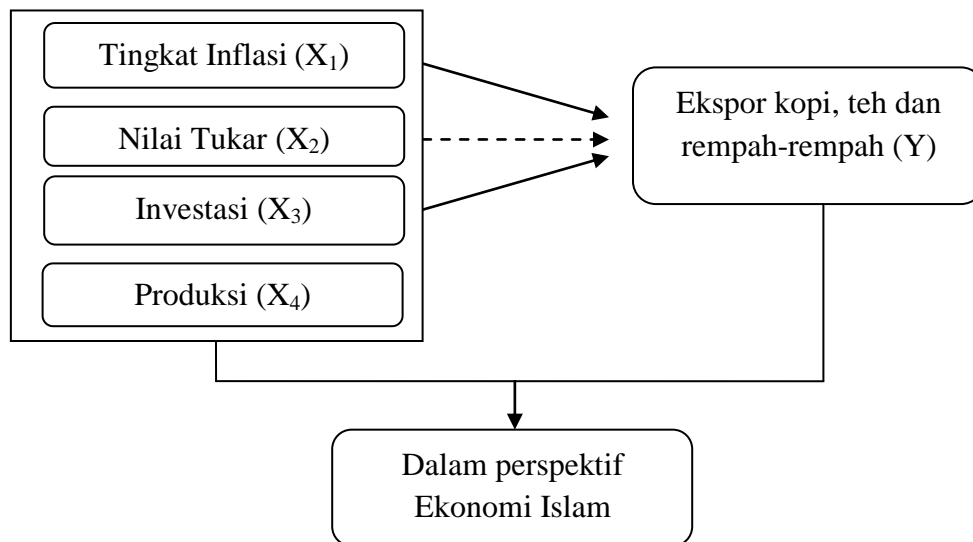 Tingkat Inflasi (X₁)
Nilai Tukar (X₂)
Investasi (X₃)
Produksi (X₄)
Ekspor kopi, teh dan
rempah-rempah (Y)
Dalam perspektif
Ekonomi Islam